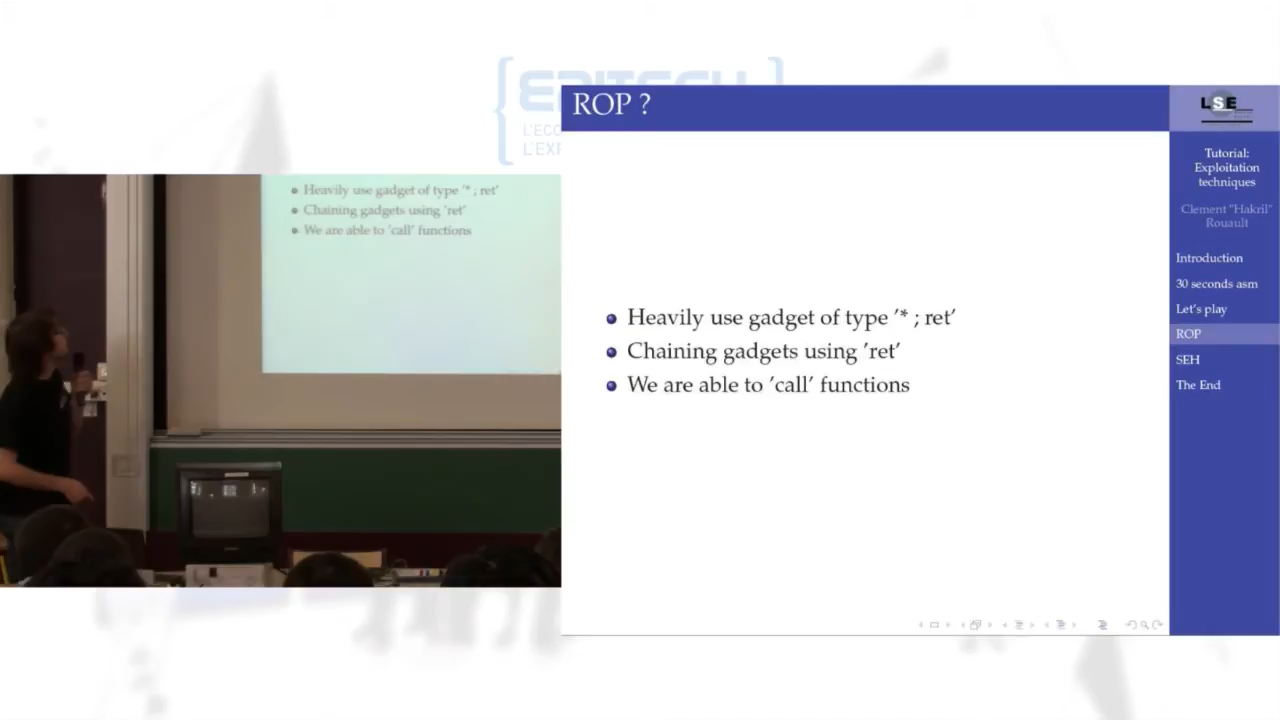 EPITECH
L'ECO
L'EXP
ROP ?
• Heavily use gadget of type '* ; ret'
• Chaining gadgets using 'ret'
• We are able to 'call' functions
• Heavily use gadget of type '* ; ret'
• Chaining gadgets using 'ret'
• We are able to 'call' functions
LSE
Tutorial:
Exploitation
techniques
Clement "Hakril"
Rouault
Introduction
30 seconds asm
Let's play
ROP
SEH
The End